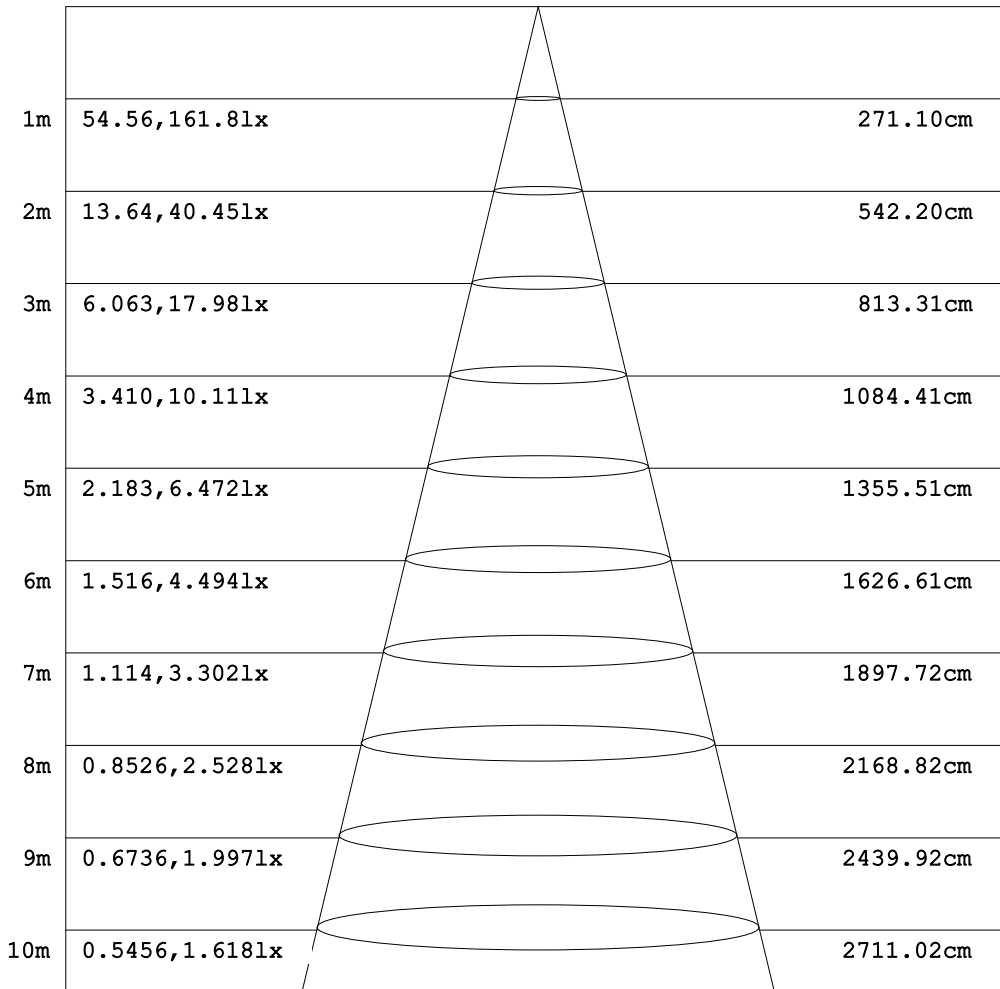 1m 54.56,161.8lx 271.10cm
2m 13.64,40.45lx 542.20cm
3m 6.063,17.98lx 813.31cm
4m 3.410,10.11lx 1084.41cm
5m 2.183,6.472lx 1355.51cm
6m 1.516,4.494lx 1626.61cm
7m 1.114,3.302lx 1897.72cm
8m 0.8526,2.528lx 2168.82cm
9m 0.6736,1.997lx 2439.92cm
10m 0.5456,1.618lx 2711.02cm